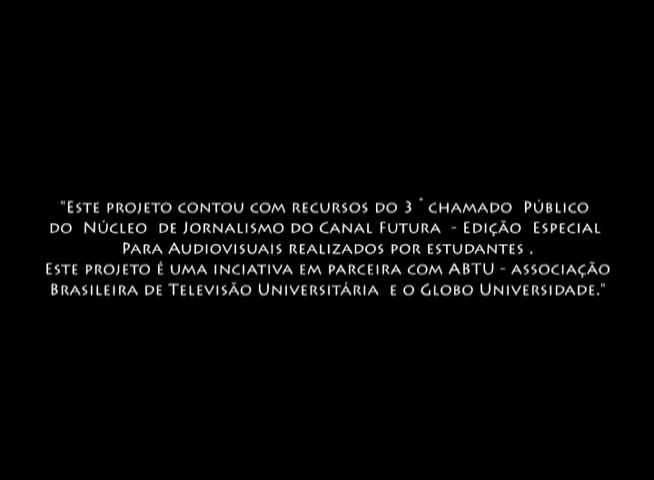 "Este projeto contou com recursos do 3 ° chamado Público
do Núcleo de Jornalismo do Canal Futura - Edição Especial
Para Audiovisuais realizados por estudantes .
Este projeto é uma inciativa em parceira com ABTU - associação
Brasileira de Televisão Universitária e o Globo Universidade."